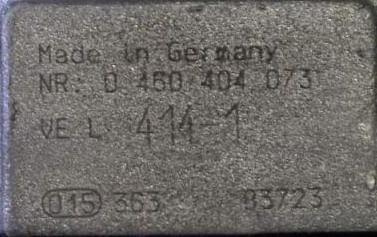 Made in Germany
NR: 0 460 404 073
VE L 414-1
015 363 83723